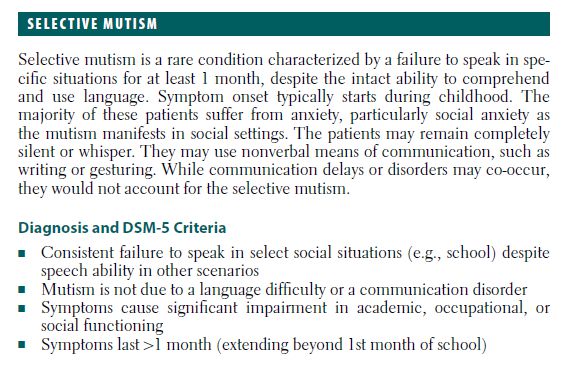 SELECTIVE MUTISM
Selective mutism is a rare condition characterized by a failure to speak in spe-
cific situations for at least 1 month, despite the intact ability to comprehend
and use language. Symptom onset typically starts during childhood. The
majority of these patients suffer from anxiety, particularly social anxiety as
the mutism manifests in social settings. The patients may remain completely
silent or whisper. They may use nonverbal means of communication, such as
writing or gesturing. While communication delays or disorders may co-occur,
they would not account for the selective mutism.
Diagnosis and DSM-5 Criteria
■ Consistent failure to speak in select social situations (e.g., school) despite
speech ability in other scenarios
■ Mutism is not due to a language difficulty or a communication disorder
■ Symptoms cause significant impairment in academic, occupational, or
social functioning
■ Symptoms last >1 month (extending beyond 1st month of school)